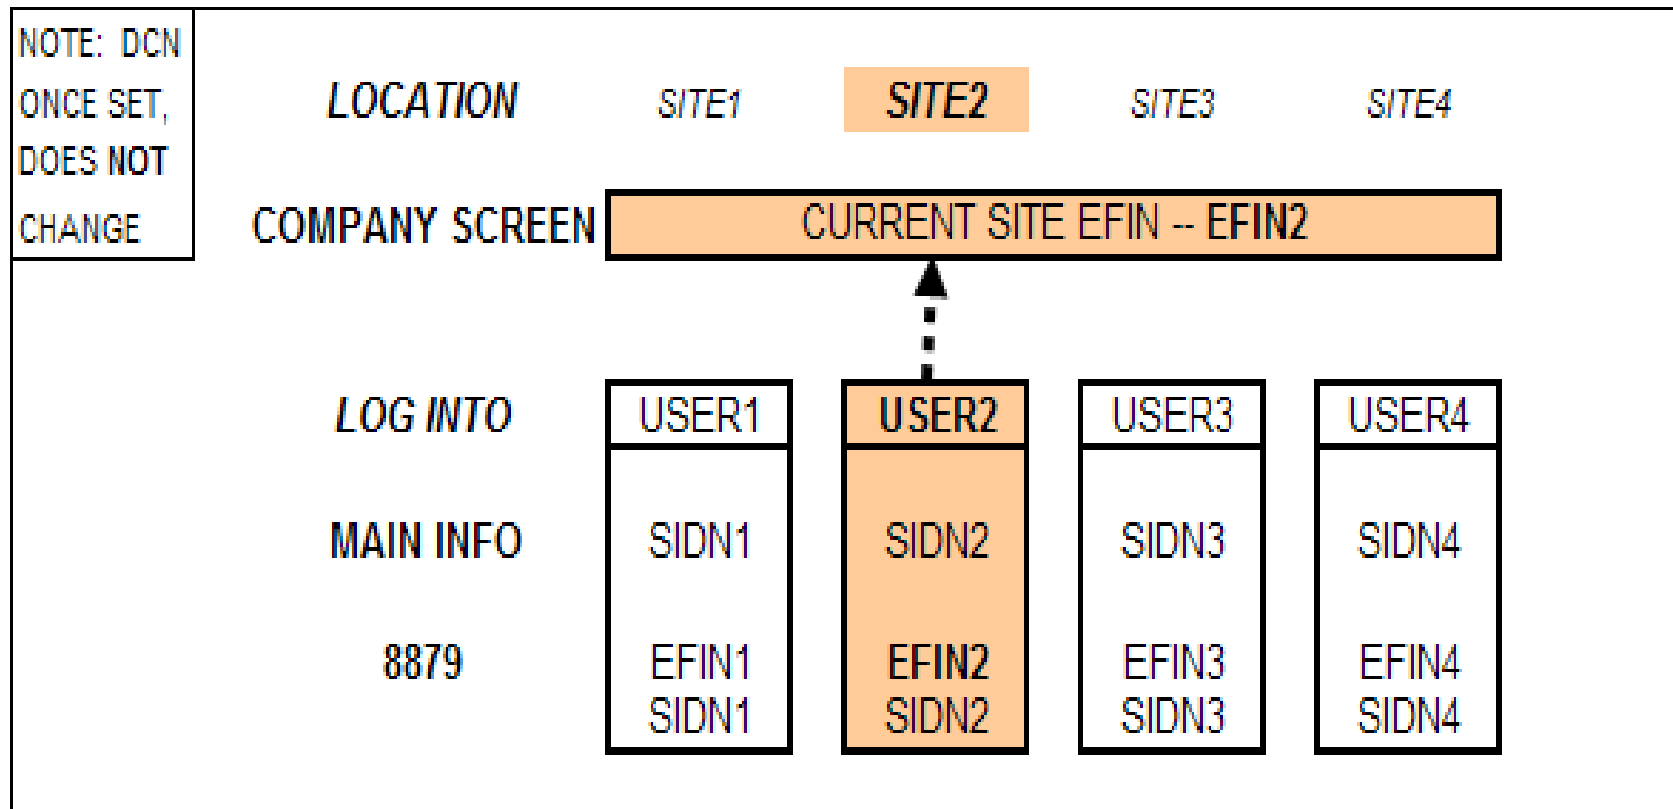 NOTE: DCN
ONCE SET,
DOES NOT
CHANGE
LOCATION SITE1 SITE2 SITE3 SITE4
COMPANY SCREEN CURRENT SITE EFIN -- EFIN2
LOG INTO USER1 USER2 USER3 USER4
MAIN INFO SIDN1 SIDN2 SIDN3 SIDN4
8879 EFIN1 EFIN2 EFIN3 EFIN4
SIDN1 SIDN2 SIDN3 SIDN4